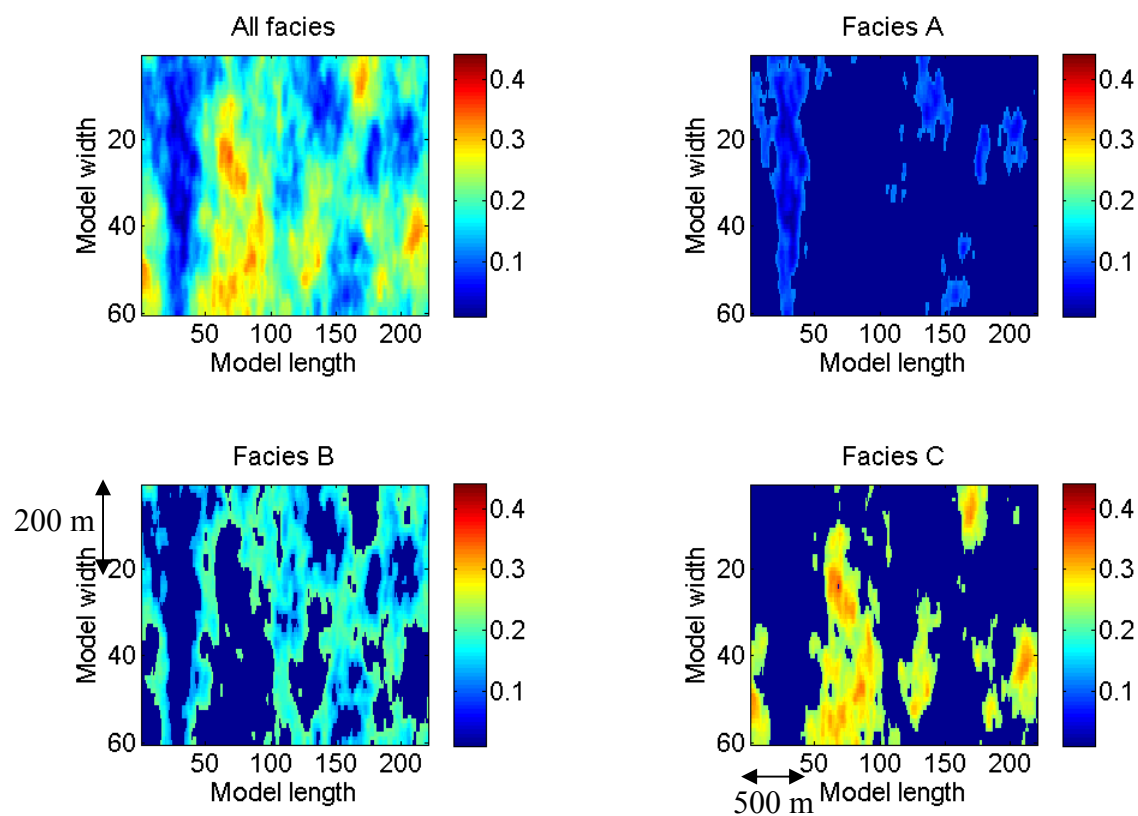 All facies
Model width
20
40
60
50 100 150 200
Model length
0.4
0.3
0.2
0.1
Facies A
Model width
20
40
60
50 100 150 200
Model length
0.4
0.3
0.2
0.1
Facies B
200 m
Model width
20
40
60
50 100 150 200
Model length
0.4
0.3
0.2
0.1
Facies C
Model width
20
40
60
50 100 150 200
Model length
500 m
0.4
0.3
0.2
0.1